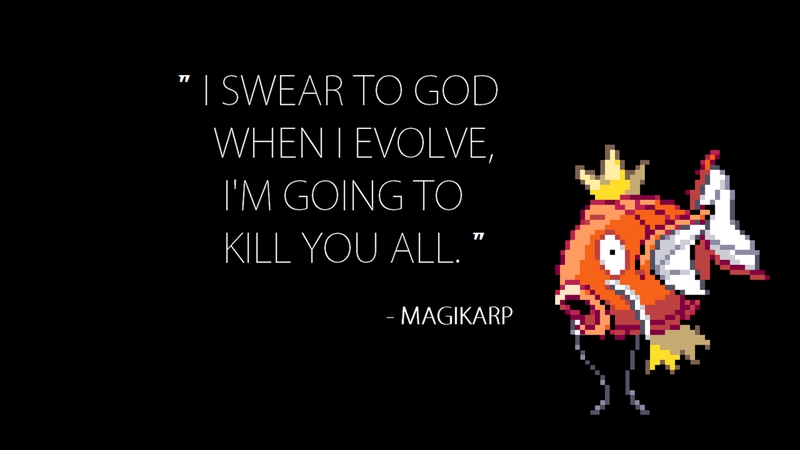 " I SWEAR TO GOD
WHEN I EVOLVE,
I'M GOING TO
KILL YOU ALL. "
- MAGIKARP